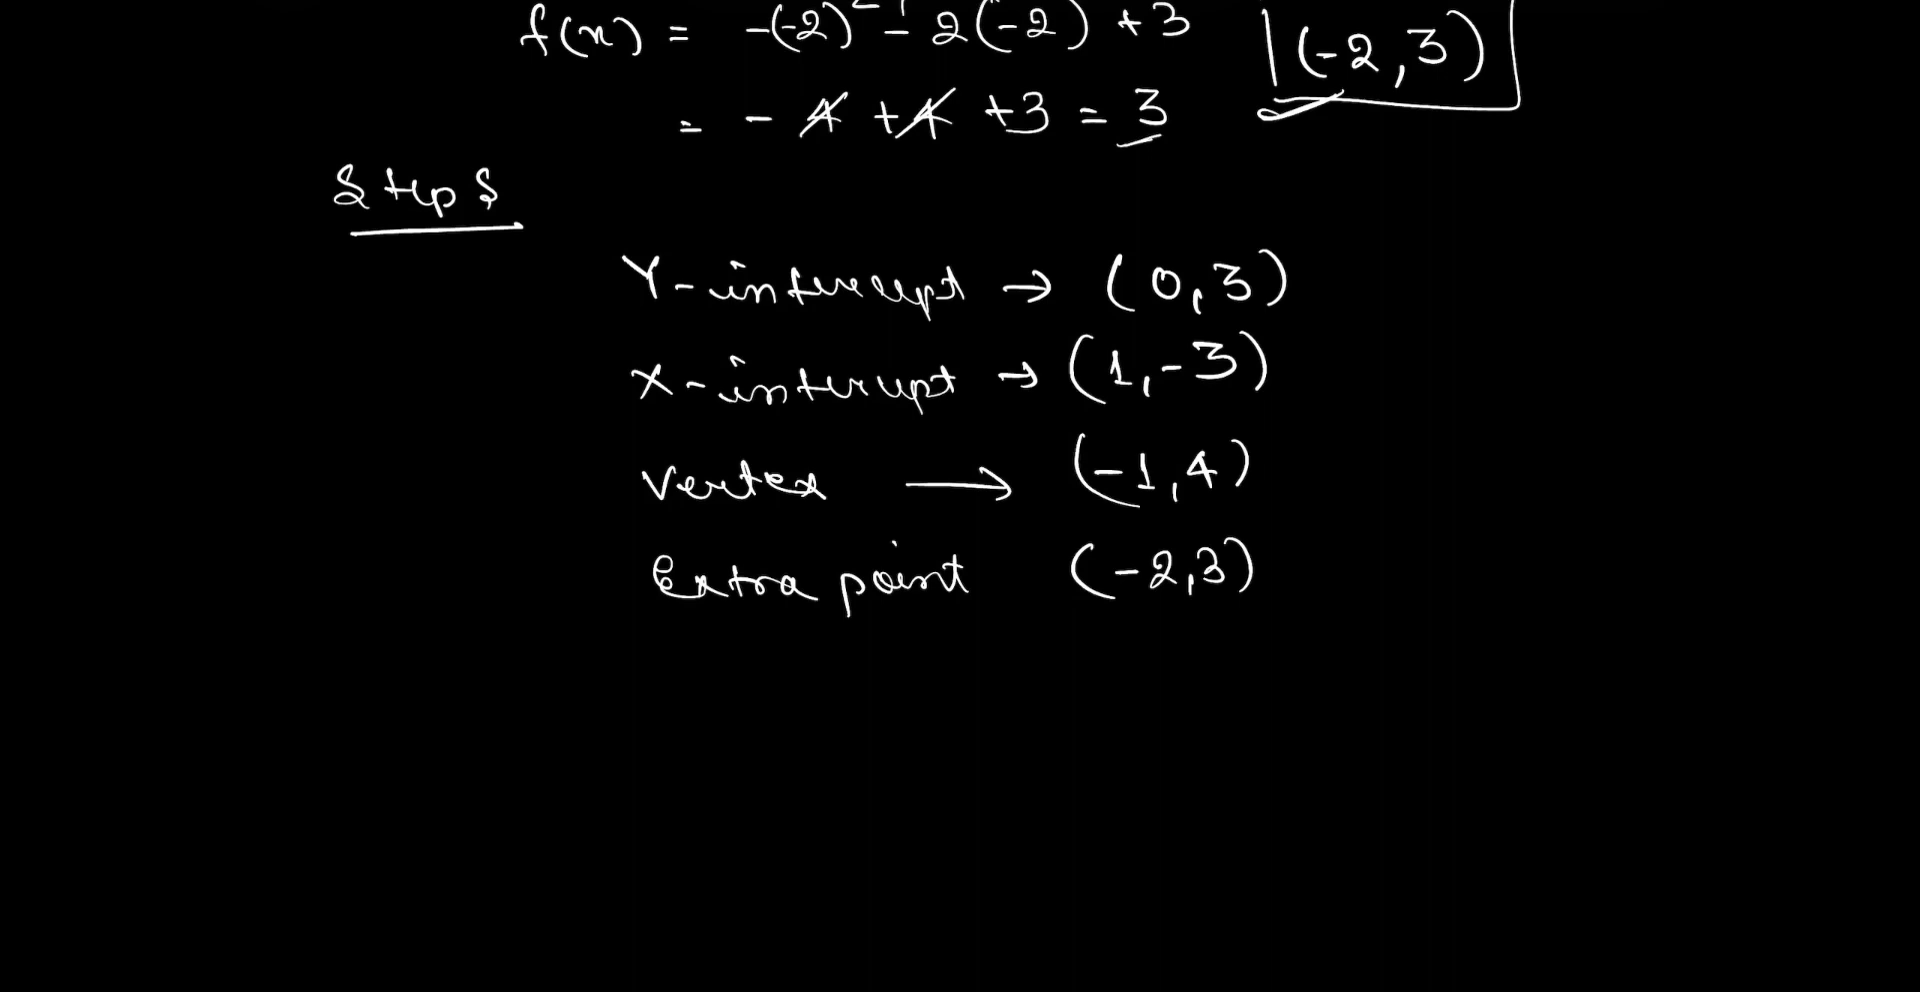 f(x) = -(-2)² - 2(-2) + 3 (-2,3)
= - 4 + 4 + 3 = 3
Steps
Y-intercept → (0,3)
X-intercept → (1,-3)
Vertex → (-1,4)
Extra point (-2,3)